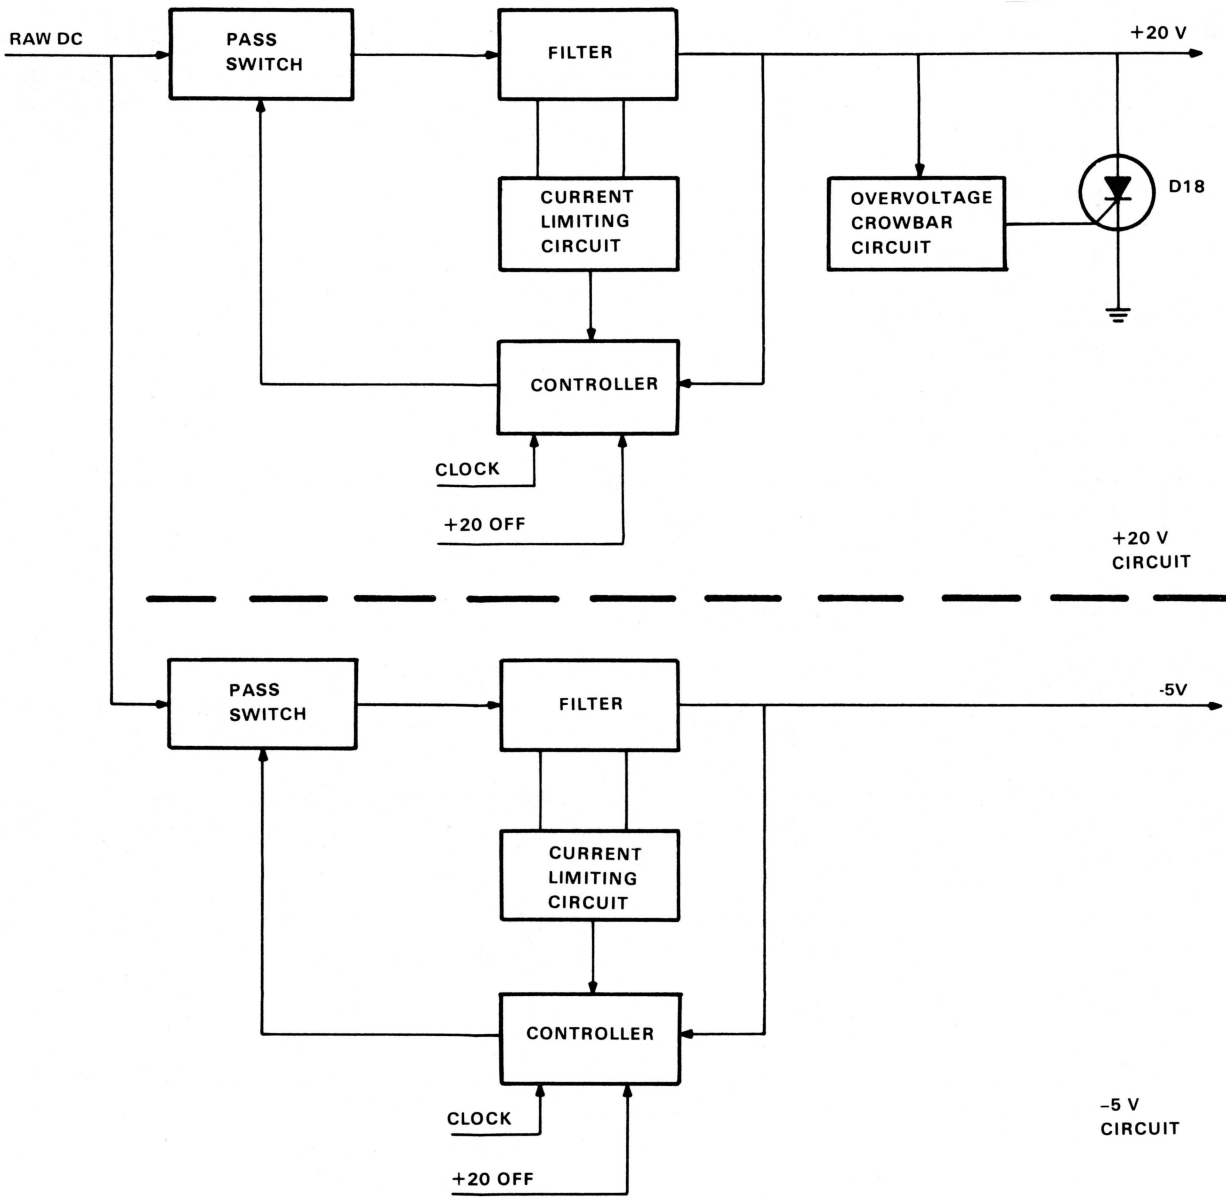 RAW DC
PASS
SWITCH
FILTER
+20 V
CURRENT
LIMITING
CIRCUIT
OVERVOLTAGE
CROWBAR
CIRCUIT
D18
CONTROLLER
CLOCK
+20 OFF
+20 V
CIRCUIT
PASS
SWITCH
FILTER
-5V
CURRENT
LIMITING
CIRCUIT
CONTROLLER
CLOCK
+20 OFF
–5 V
CIRCUIT